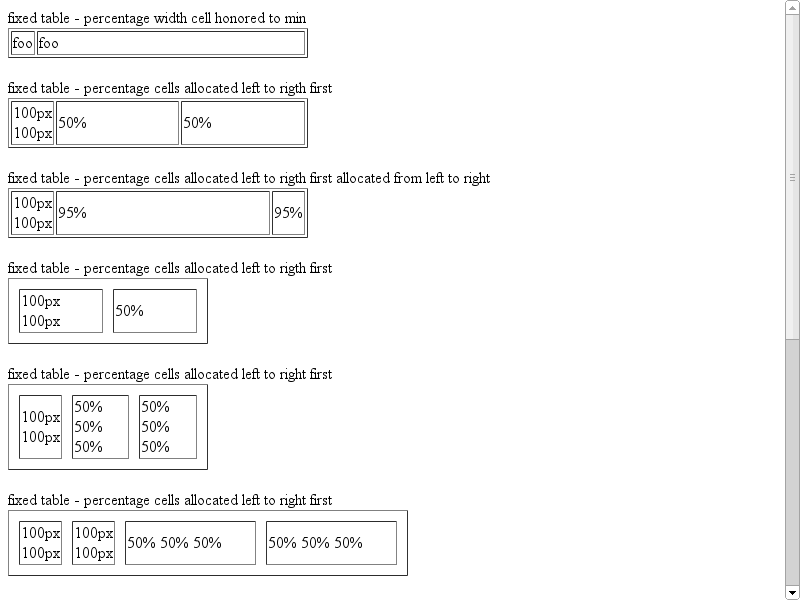 fixed table - percentage width cell honored to min
foo foo
fixed table - percentage cells allocated left to rigth first
100px
100px
50%
50%
fixed table - percentage cells allocated left to rigth first allocated from left to right
100px
100px
95%
95%
fixed table - percentage cells allocated left to rigth first
100px
100px
50%
fixed table - percentage cells allocated left to right first
100px
100px
50%
50%
50%
50%
50%
50%
fixed table - percentage cells allocated left to right first
100px
100px
100px
100px
50% 50% 50%
50% 50% 50%